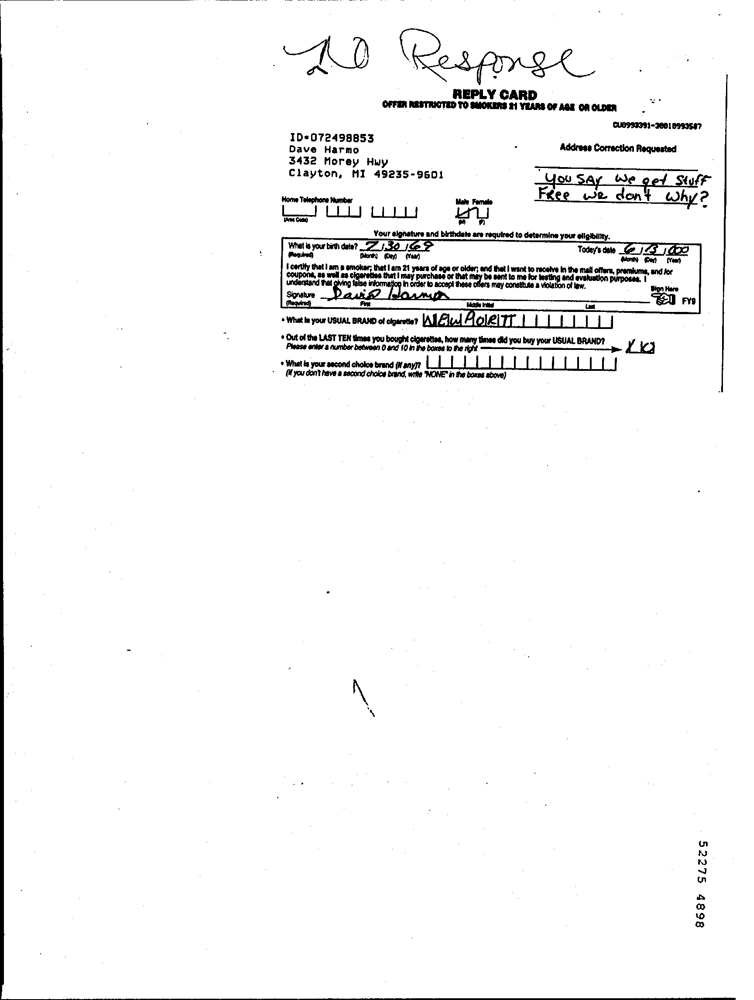 No Response
REPLY CARD
OFFER RESTRICTED TO SMOKERS 21 YEARS OF AGE OR OLDER
CU0993391-30018993587
ID=072498853
Dave Harmo
3432 Morey Hwy
Clayton, MI 49235-9601
Address Correction Requested
You SAY We get Stuff
Free we don't Why?
Home Telephone Number
Male Female
(Area Code)
(M) (F)
Your signature and birthdate are required to determine your eligibility.
What is your birth date? 7 / 30 / 69
(Required) (Month) (Day) (Year)
Today's date 6 / 13 / 00
(Month) (Day) (Year)
I certify that I am a smoker; that I am 21 years of age or older; and that I want to receive in the mail offers, premiums, and /or
coupons, as well as cigarettes that I may purchase or that may be sent to me for testing and evaluation purposes. I
understand that giving false information in order to accept these offers may constitute a violation of law.
Sign Here
Signature David Harmon
FY9
(Required) First Middle Initial Last
• What is your USUAL BRAND of cigarette? NEWPORTT
• Out of the LAST TEN times you bought cigarettes, how many times did you buy your USUAL BRAND?
Please enter a number between 0 and 10 in the boxes to the right
• What is your second choice brand (if any)?
(If you don't have a second choice brand, write "NONE" in the boxes above)
52275 4898